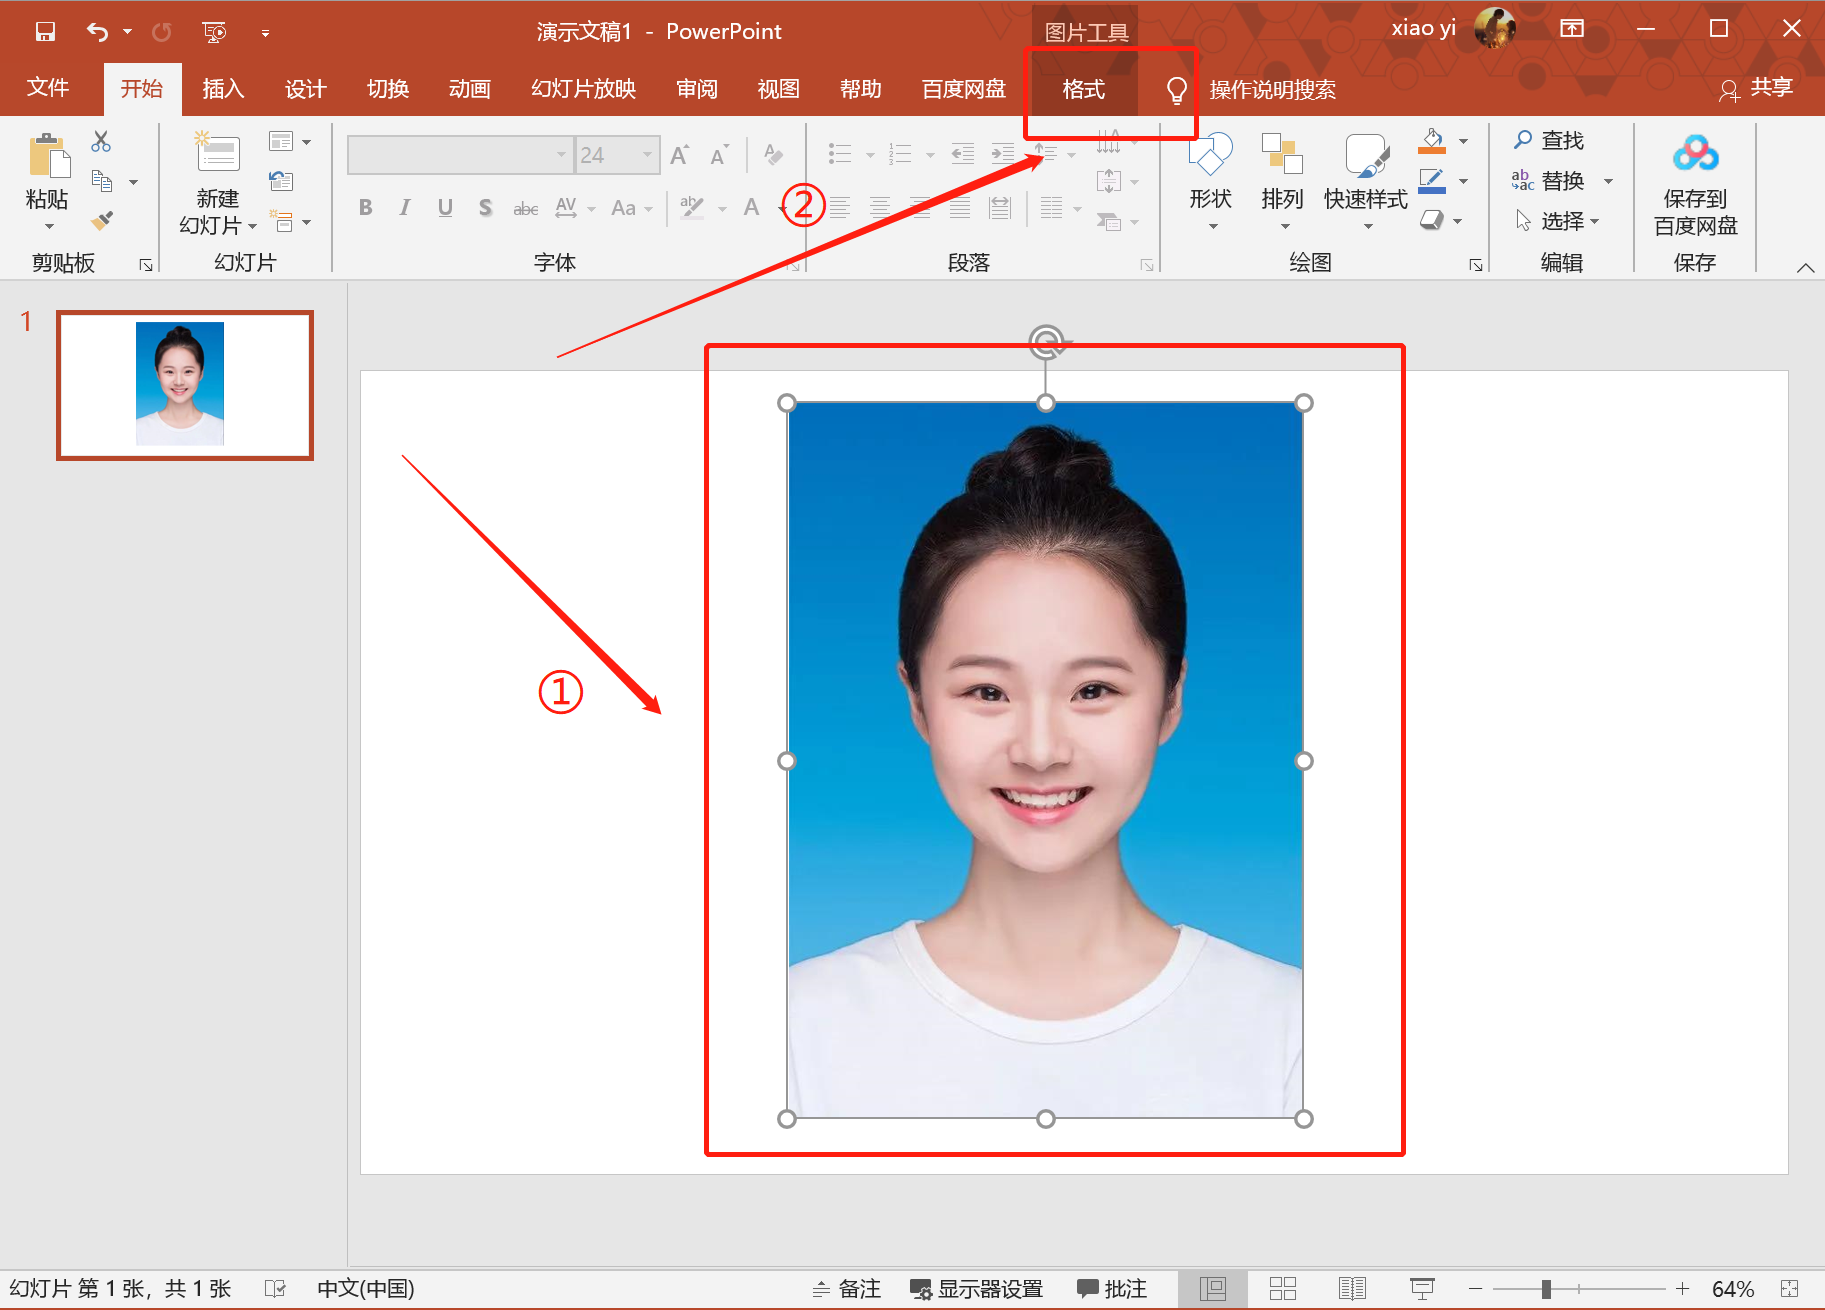 演示文稿1 - PowerPoint
图片工具
xiao yi
文件 开始 插入 设计 切换 动画 幻灯片放映 审阅 视图 帮助 百度网盘 格式 操作说明搜索 共享
粘贴
剪贴板
新建
幻灯片
幻灯片
24
A A A
B I U S abc AV Aa ab A
字体
②
段落
形状
排列
快速样式
绘图
查找
替换
选择
编辑
保存到
百度网盘
保存
1
①
幻灯片 第 1 张，共 1 张 中文(中国) 备注 显示器设置 批注 64%